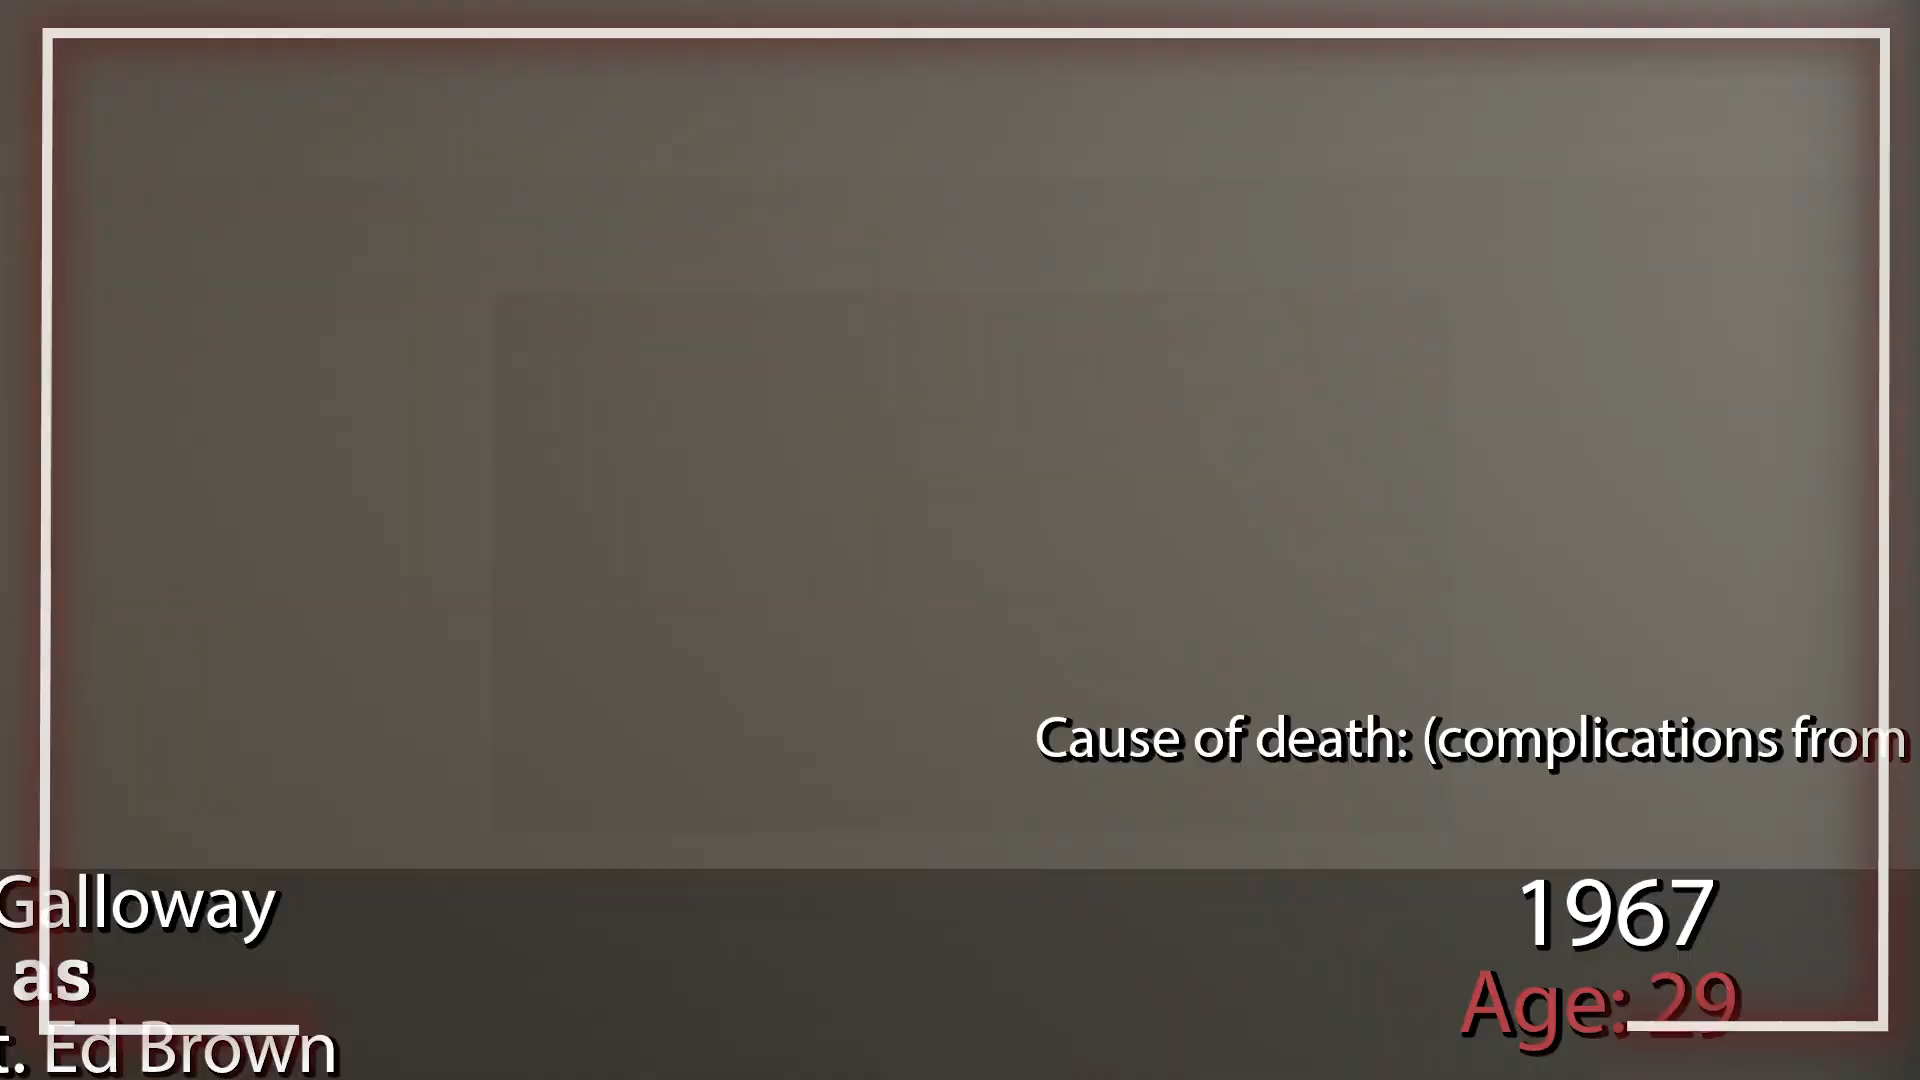 Cause of death: (complications from
Galloway
1967
as
Age: 29
t. Ed Brown